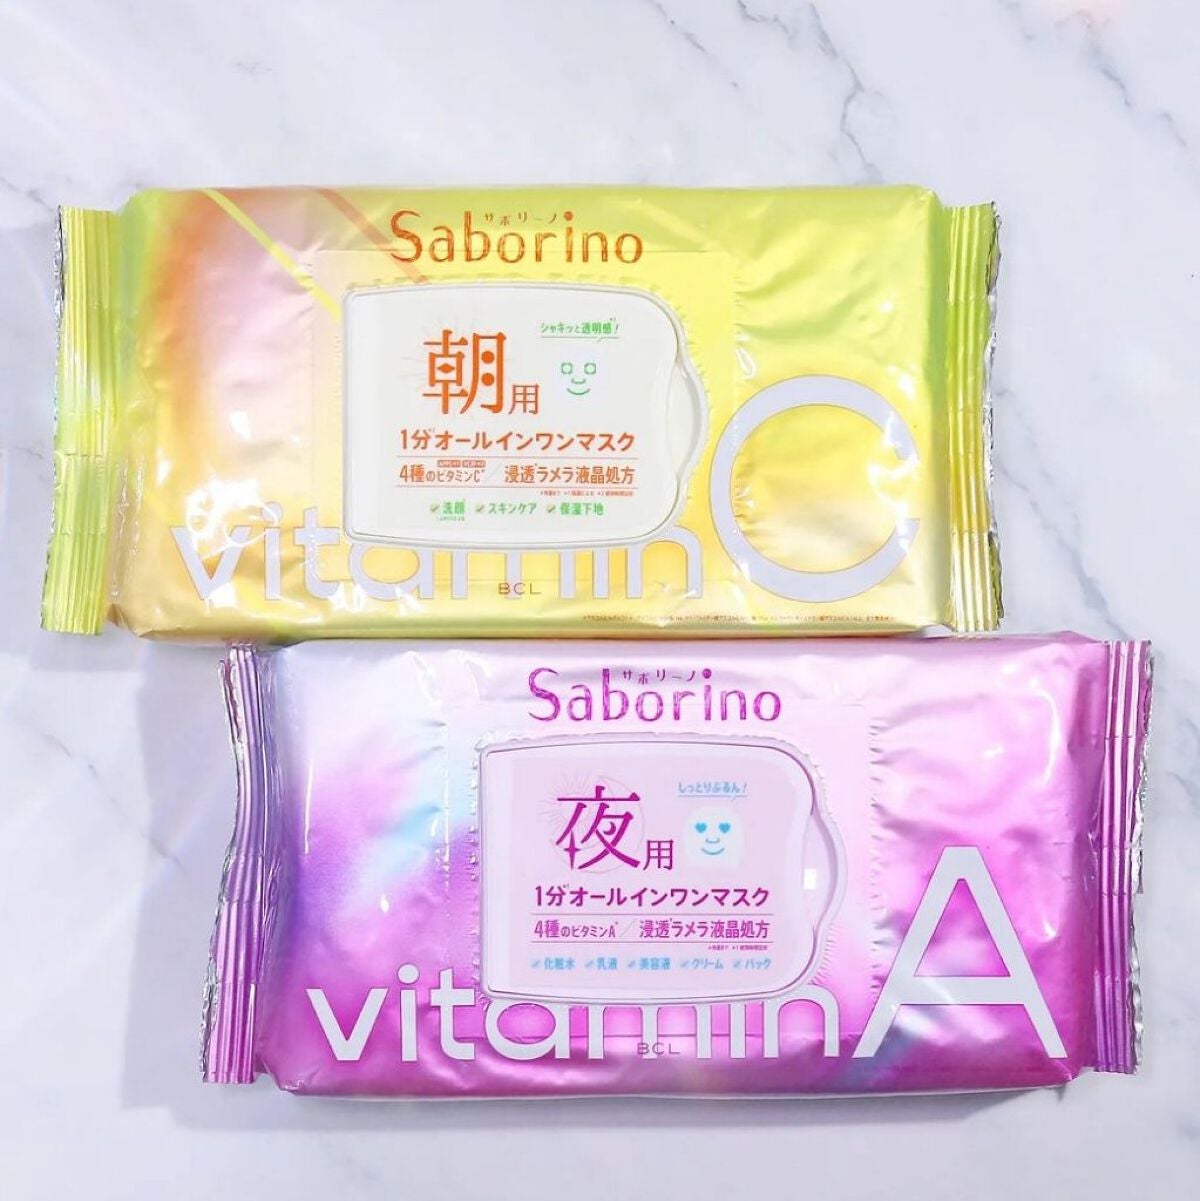 サボリーノ
Saborino
シャキッと透明感!
朝用
1分オールインワンマスク
4種のビタミンC / 浸透ラメラ液晶処方
洗顔 スキンケア 保湿下地
vitamin C
BCL
サボリーノ
Saborino
しっとりぷるん!
夜用
1分オールインワンマスク
4種のビタミンA / 浸透ラメラ液晶処方
化粧水 乳液 美容液 クリーム パック
vitamin A
BCL